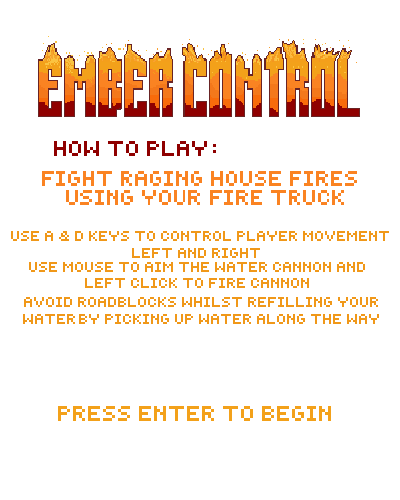 EMBER CONTROL
HOW TO PLAY:
FIGHT RAGING HOUSE FIRES
USING YOUR FIRE TRUCK
USE A & D KEYS TO CONTROL PLAYER MOVEMENT
LEFT AND RIGHT
USE MOUSE TO AIM THE WATER CANNON AND
LEFT CLICK TO FIRE CANNON
AVOID ROADBLOCKS WHILST REFILLING YOUR
WATER BY PICKING UP WATER ALONG THE WAY
PRESS ENTER TO BEGIN